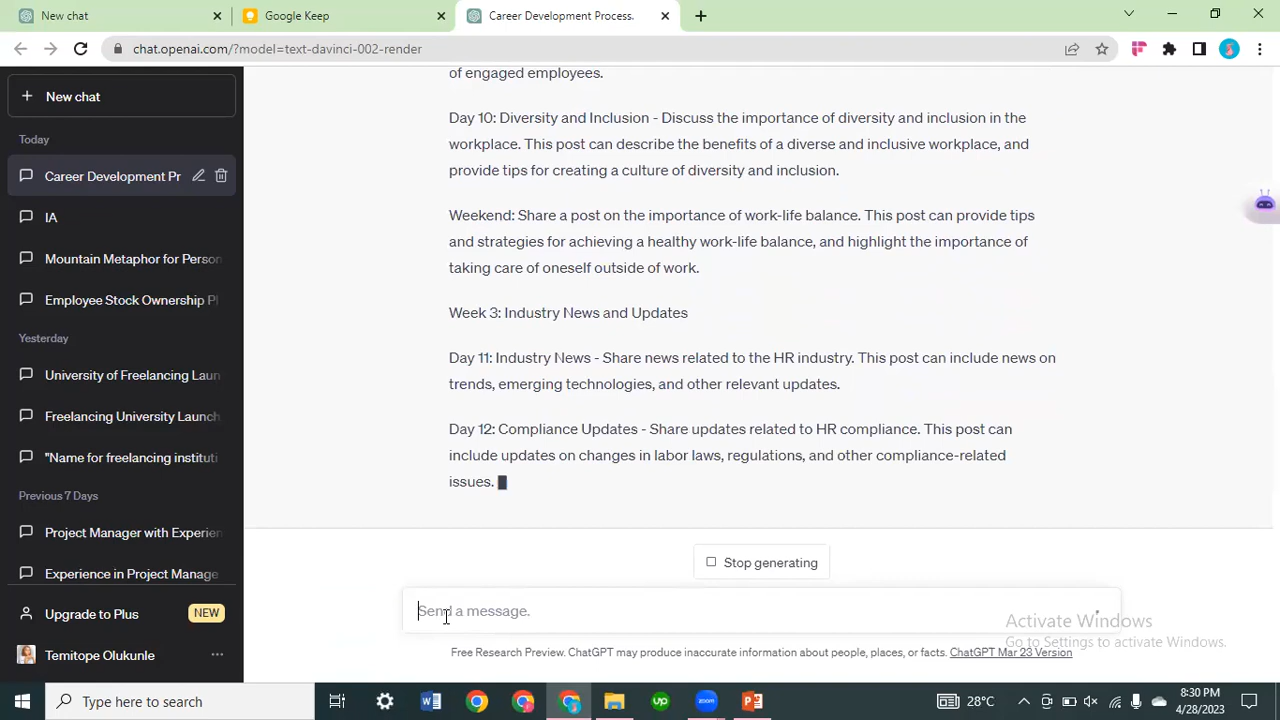 New chat
Google Keep
Career Development Process.
chat.openai.com/?model=text-davinci-002-render
New chat
Today
Career Development Pr
IA
Mountain Metaphor for Person
Employee Stock Ownership Pl
Yesterday
University of Freelancing Laun
Freelancing University Launch
"Name for freelancing instituti
Previous 7 Days
Project Manager with Experien
Experience in Project Manage
Upgrade to Plus
NEW
Temitope Olukunle
of engaged employees.
Day 10: Diversity and Inclusion - Discuss the importance of diversity and inclusion in the
workplace. This post can describe the benefits of a diverse and inclusive workplace, and
provide tips for creating a culture of diversity and inclusion.
Weekend: Share a post on the importance of work-life balance. This post can provide tips
and strategies for achieving a healthy work-life balance, and highlight the importance of
taking care of oneself outside of work.
Week 3: Industry News and Updates
Day 11: Industry News - Share news related to the HR industry. This post can include news on
trends, emerging technologies, and other relevant updates.
Day 12: Compliance Updates - Share updates related to HR compliance. This post can
include updates on changes in labor laws, regulations, and other compliance-related
issues.
Stop generating
Send a message.
Activate Windows
Go to Settings to activate Windows.
Free Research Preview. ChatGPT may produce inaccurate information about people, places, or facts. ChatGPT Mar 23 Version
Type here to search
28°C
8:30 PM
4/28/2023